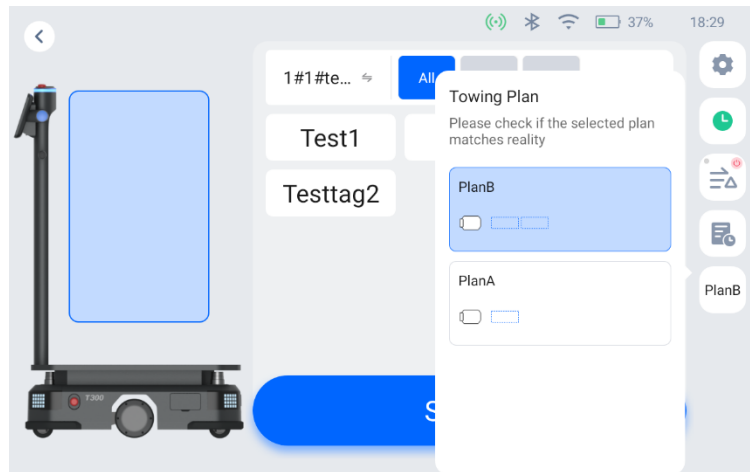 37%
18:29
1#1#te...
All
Test1
Testtag2
Towing Plan
Please check if the selected plan
matches reality
PlanB
PlanA
PlanB
T300
S